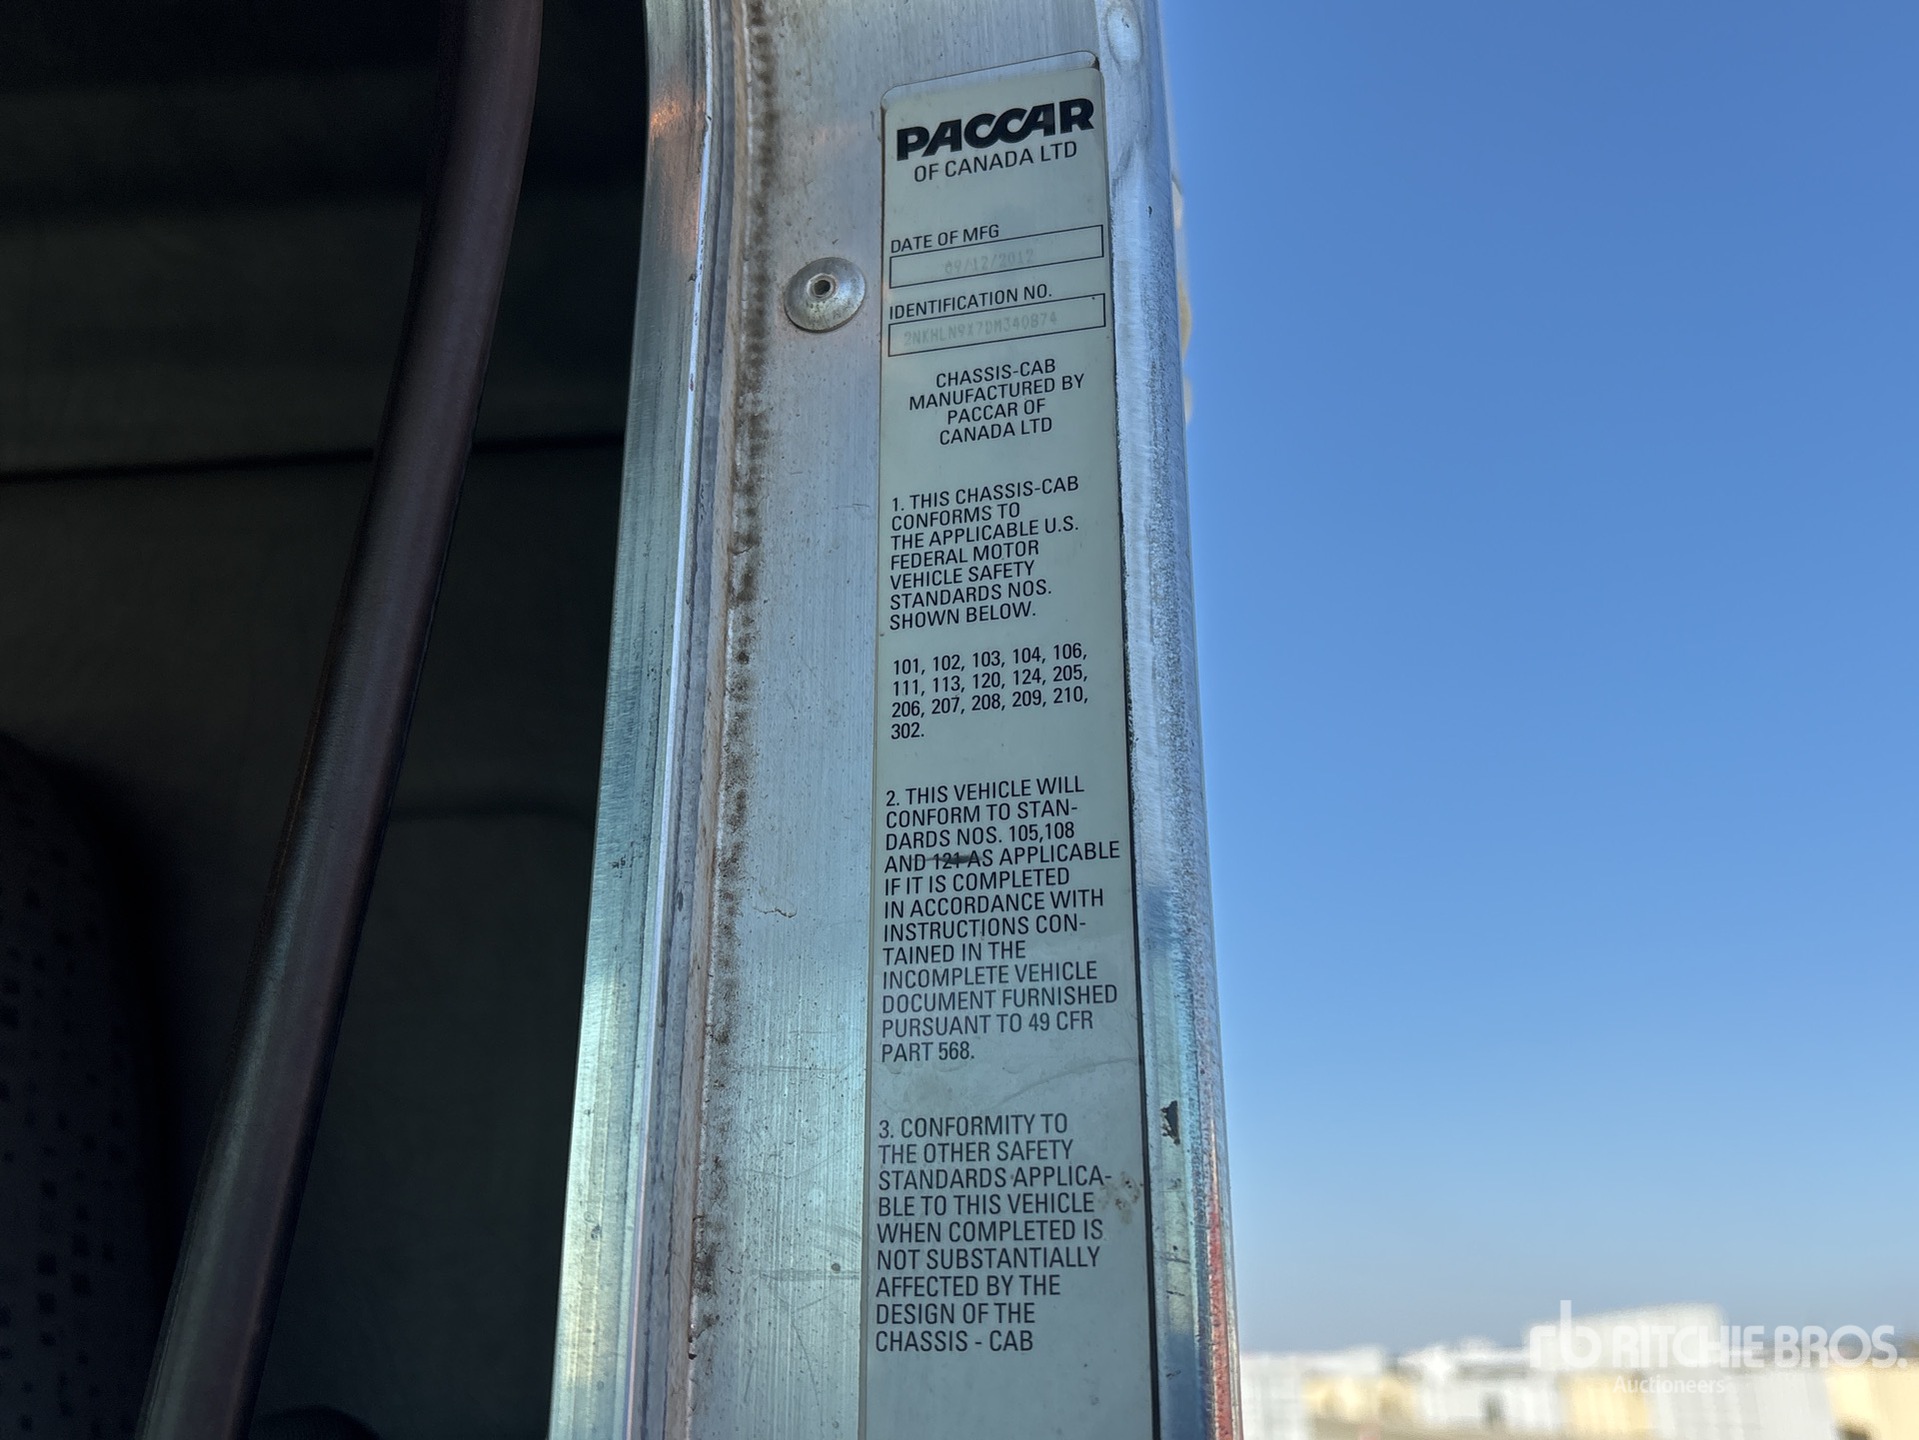 PACCAR
OF CANADA LTD
DATE OF MFG
09/12/2012
IDENTIFICATION NO.
2NKHLN9X7DM340874
CHASSIS-CAB
MANUFACTURED BY
PACCAR OF
CANADA LTD
1. THIS CHASSIS-CAB
CONFORMS TO
THE APPLICABLE U.S.
FEDERAL MOTOR
VEHICLE SAFETY
STANDARDS NOS.
SHOWN BELOW.
101, 102, 103, 104, 106,
111, 113, 120, 124, 205,
206, 207, 208, 209, 210,
302.
2. THIS VEHICLE WILL
CONFORM TO STAN-
DARDS NOS. 105,108
AND 121 AS APPLICABLE
IF IT IS COMPLETED
IN ACCORDANCE WITH
INSTRUCTIONS CON-
TAINED IN THE
INCOMPLETE VEHICLE
DOCUMENT FURNISHED
PURSUANT TO 49 CFR
PART 568.
3. CONFORMITY TO
THE OTHER SAFETY
STANDARDS APPLICA-
BLE TO THIS VEHICLE
WHEN COMPLETED IS
NOT SUBSTANTIALLY
AFFECTED BY THE
DESIGN OF THE
CHASSIS - CAB
rb RITCHIE BROS.
Auctioneers